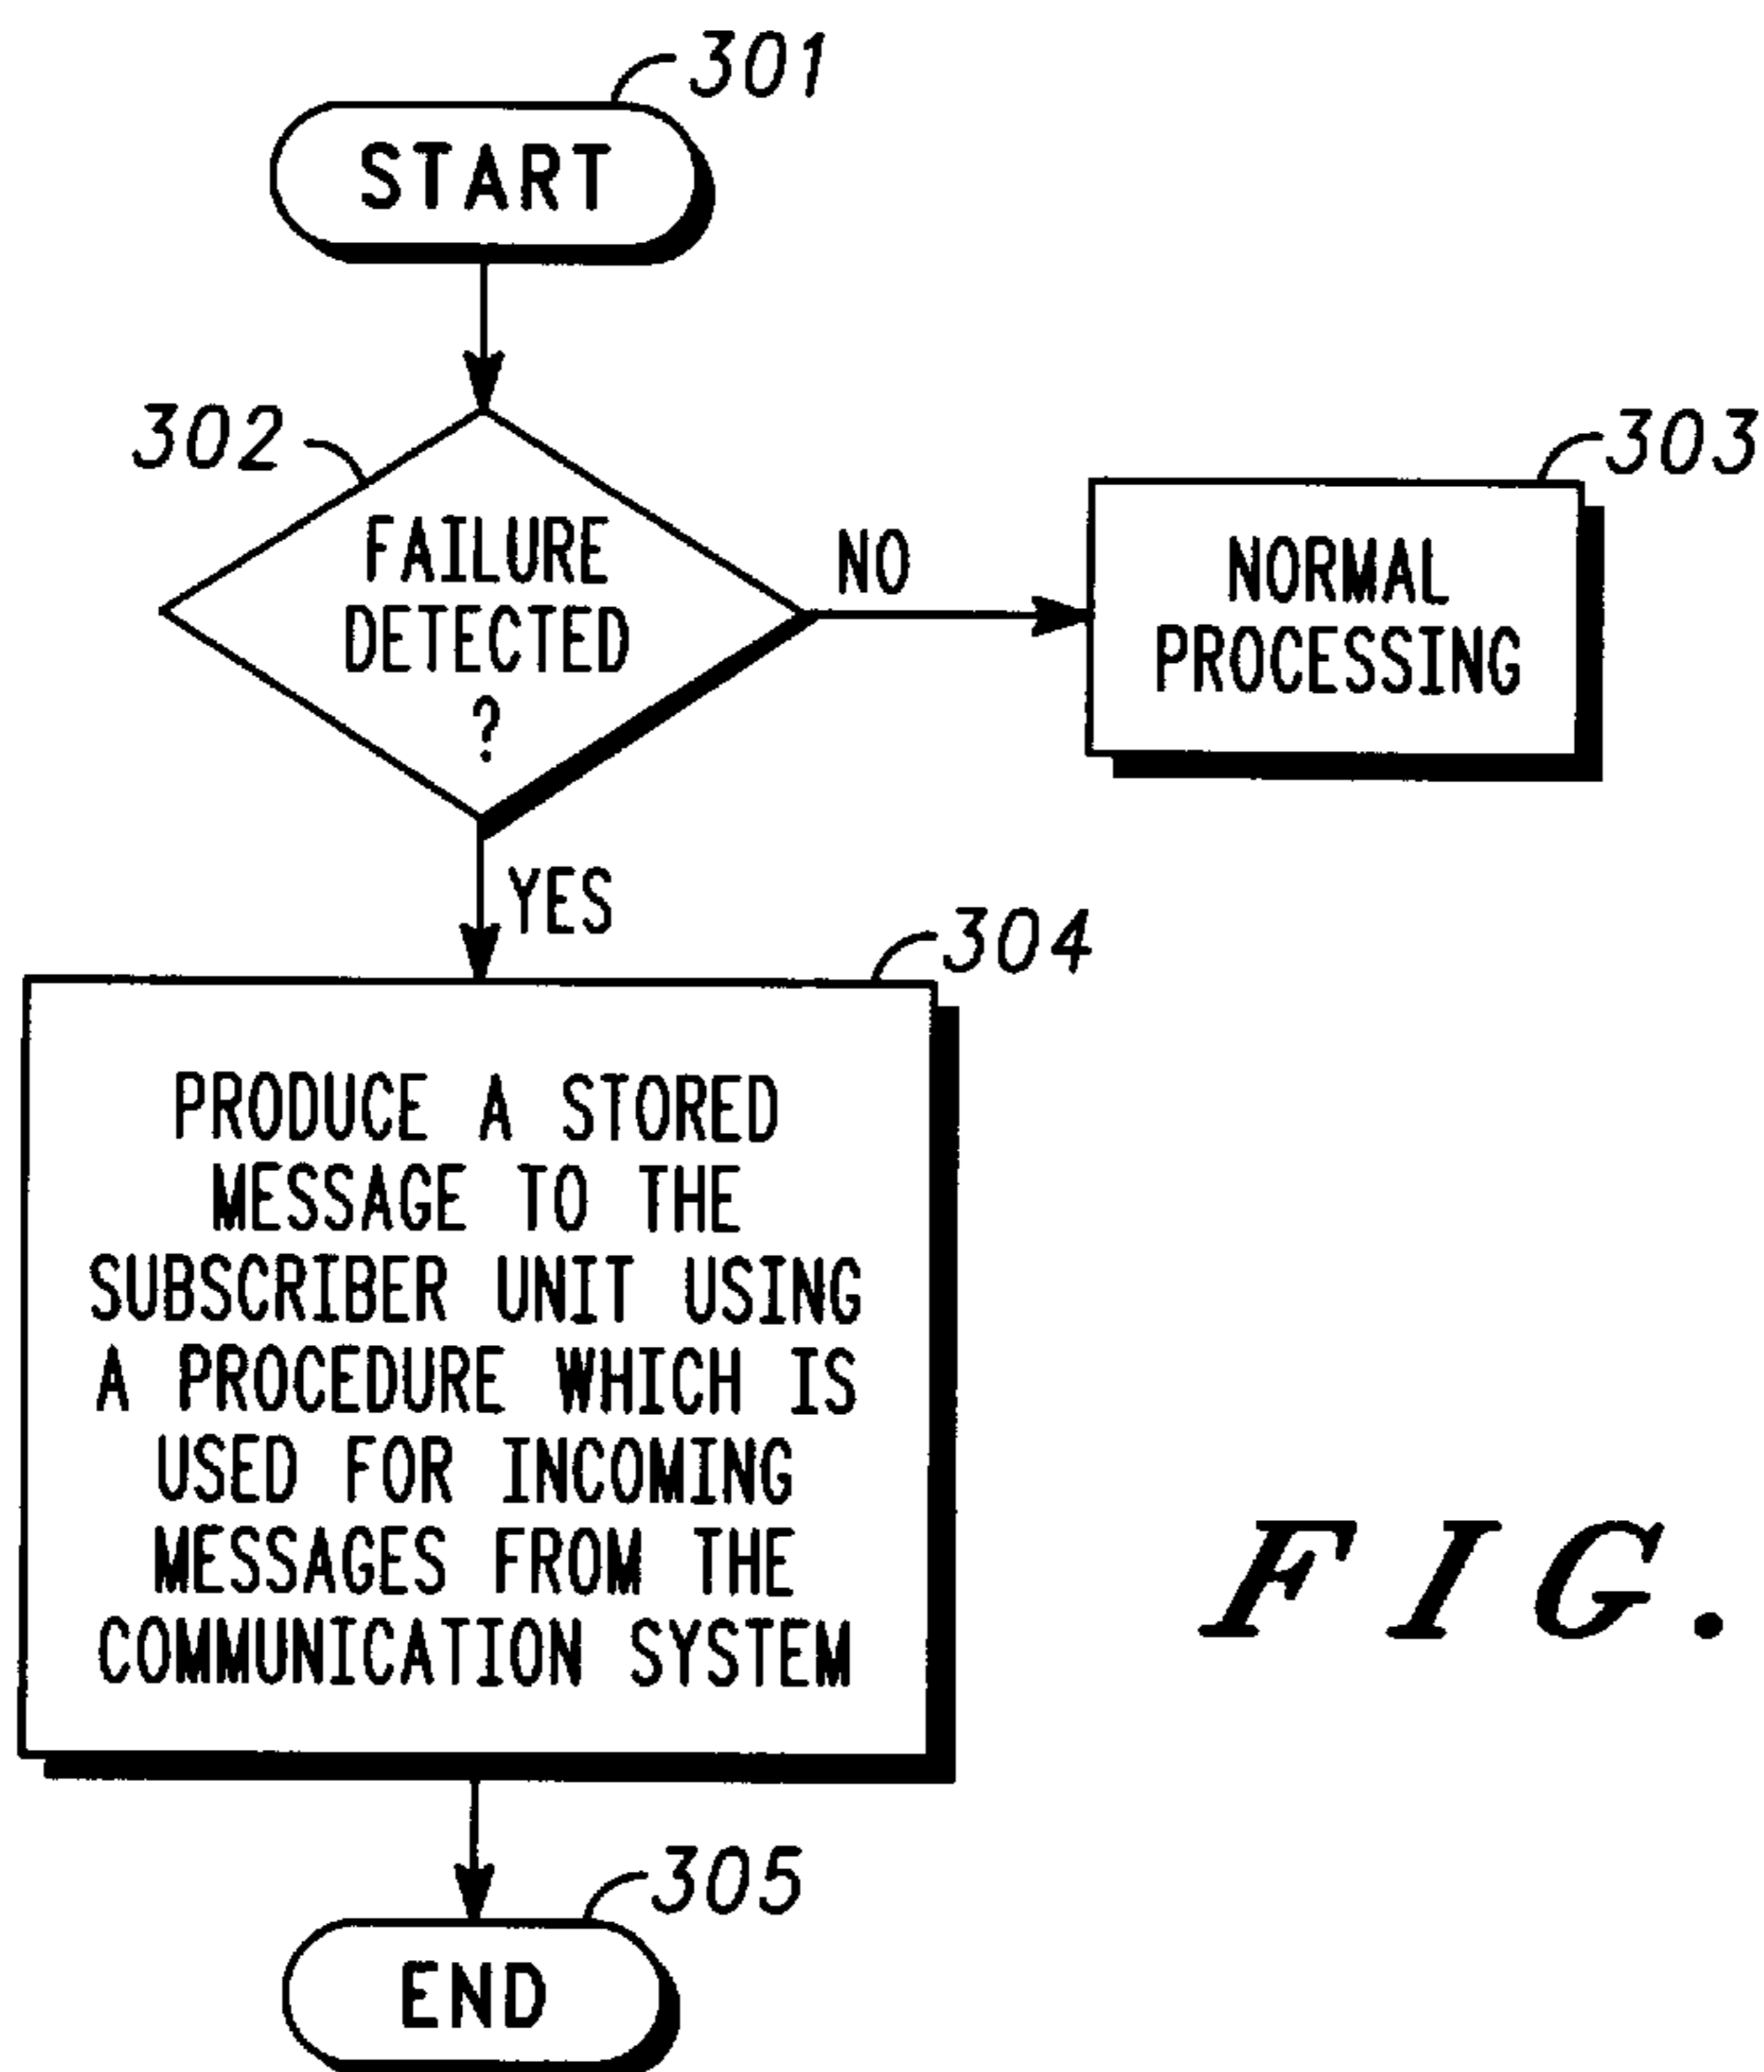 301
START
302
FAILURE
DETECTED
?
NO
303
NORMAL
PROCESSING
YES
304
PRODUCE A STORED
MESSAGE TO THE
SUBSCRIBER UNIT USING
A PROCEDURE WHICH IS
USED FOR INCOMING
MESSAGES FROM THE
COMMUNICATION SYSTEM
FIG.
305
END